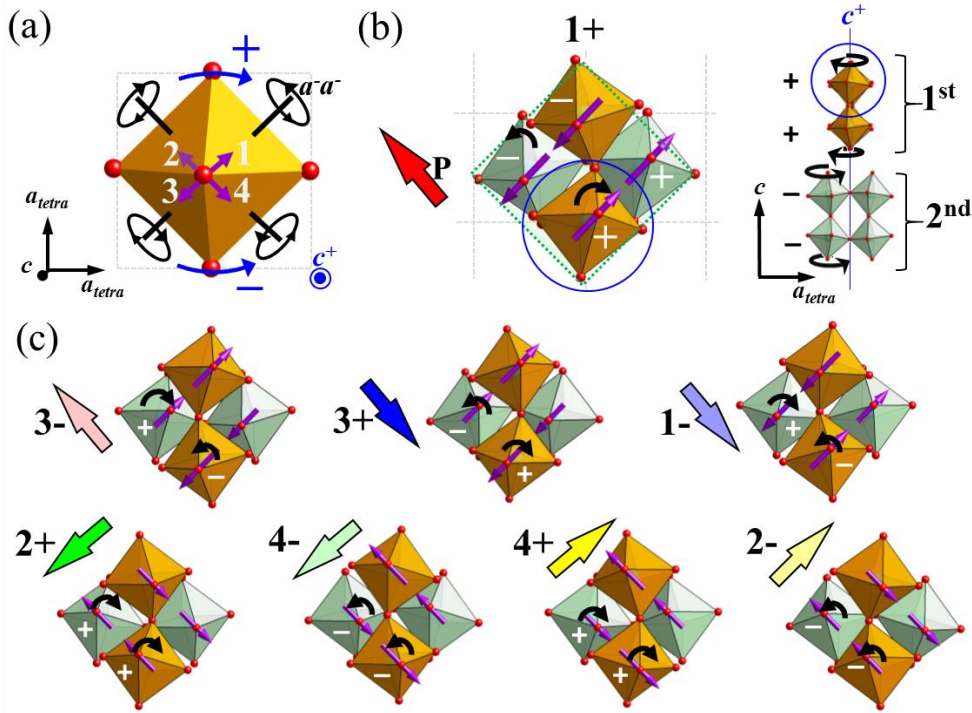 (a)
+
a⁻a⁻
2 1
3 4
−
c⁺
a_tetra
c
a_tetra
(b)
1+
P
−
−
+
+
c⁺
+
+
1st
−
−
2nd
c
a_tetra
(c)
3-
+
−
3+
−
+
1-
+
−
2+
+
+
4-
−
−
4+
+
+
2-
−
−